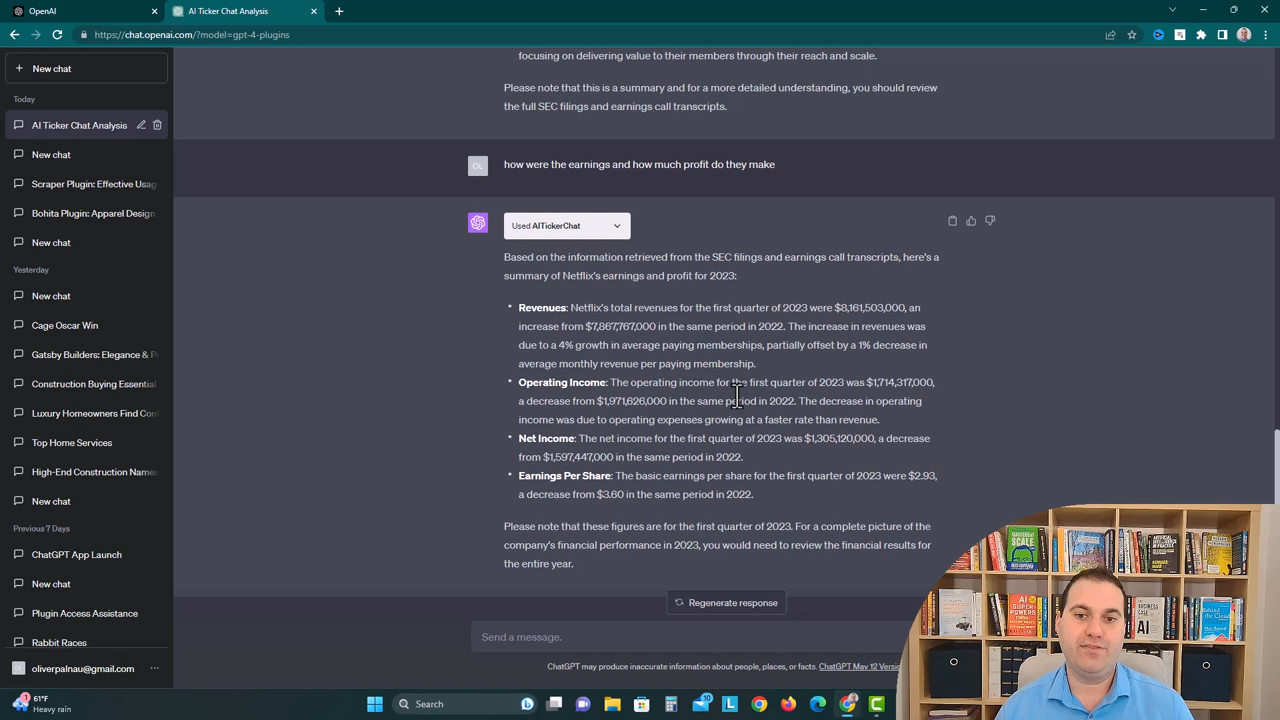 OpenAI
AI Ticker Chat Analysis
https://chat.openai.com/?model=gpt-4-plugins
New chat
Today
AI Ticker Chat Analysis
New chat
Scraper Plugin: Effective Usag
Bohita Plugin: Apparel Design
New chat
Yesterday
New chat
Cage Oscar Win
Gatsby Builders: Elegance & P
Construction Buying Essential
Luxury Homeowners Find Cont
Top Home Services
High-End Construction Names
New chat
Previous 7 Days
ChatGPT App Launch
New chat
Plugin Access Assistance
Rabbit Races
OL
oliverpalnau@gmail.com
focusing on delivering value to their members through their reach and scale.
Please note that this is a summary and for a more detailed understanding, you should review
the full SEC filings and earnings call transcripts.
OL
how were the earnings and how much profit do they make
Used AITickerChat
Based on the information retrieved from the SEC filings and earnings call transcripts, here's a
summary of Netflix's earnings and profit for 2023:
• Revenues: Netflix's total revenues for the first quarter of 2023 were $8,161,503,000, an
increase from $7,867,767,000 in the same period in 2022. The increase in revenues was
due to a 4% growth in average paying memberships, partially offset by a 1% decrease in
average monthly revenue per paying membership.
• Operating Income: The operating income for the first quarter of 2023 was $1,714,317,000,
a decrease from $1,971,626,000 in the same period in 2022. The decrease in operating
income was due to operating expenses growing at a faster rate than revenue.
• Net Income: The net income for the first quarter of 2023 was $1,305,120,000, a decrease
from $1,597,447,000 in the same period in 2022.
• Earnings Per Share: The basic earnings per share for the first quarter of 2023 were $2.93,
a decrease from $3.60 in the same period in 2022.
Please note that these figures are for the first quarter of 2023. For a complete picture of the
company's financial performance in 2023, you would need to review the financial results for
the entire year.
Regenerate response
Send a message.
ChatGPT may produce inaccurate information about people, places, or facts. ChatGPT May 12 Versio
MASTERING
SCALE
AI
SUPER
POWERS
THE
BUSINESS
CASE
AI
Behind
the Cloud
61°F
Heavy rain
Search
10